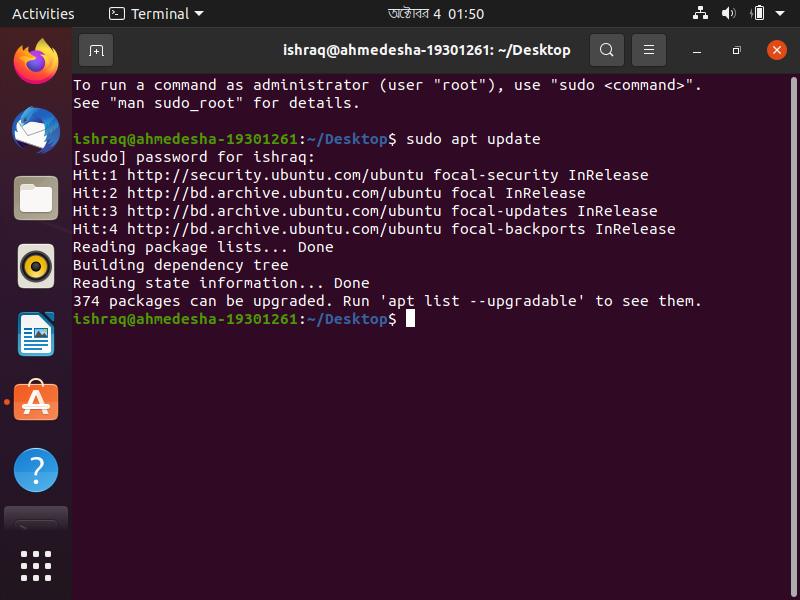 Activities Terminal অক্টোবর 4 01:50
ishraq@ahmedesha-19301261: ~/Desktop
To run a command as administrator (user "root"), use "sudo <command>".
See "man sudo_root" for details.
ishraq@ahmedesha-19301261:~/Desktop$ sudo apt update
[sudo] password for ishraq:
Hit:1 http://security.ubuntu.com/ubuntu focal-security InRelease
Hit:2 http://bd.archive.ubuntu.com/ubuntu focal InRelease
Hit:3 http://bd.archive.ubuntu.com/ubuntu focal-updates InRelease
Hit:4 http://bd.archive.ubuntu.com/ubuntu focal-backports InRelease
Reading package lists... Done
Building dependency tree
Reading state information... Done
374 packages can be upgraded. Run 'apt list --upgradable' to see them.
ishraq@ahmedesha-19301261:~/Desktop$